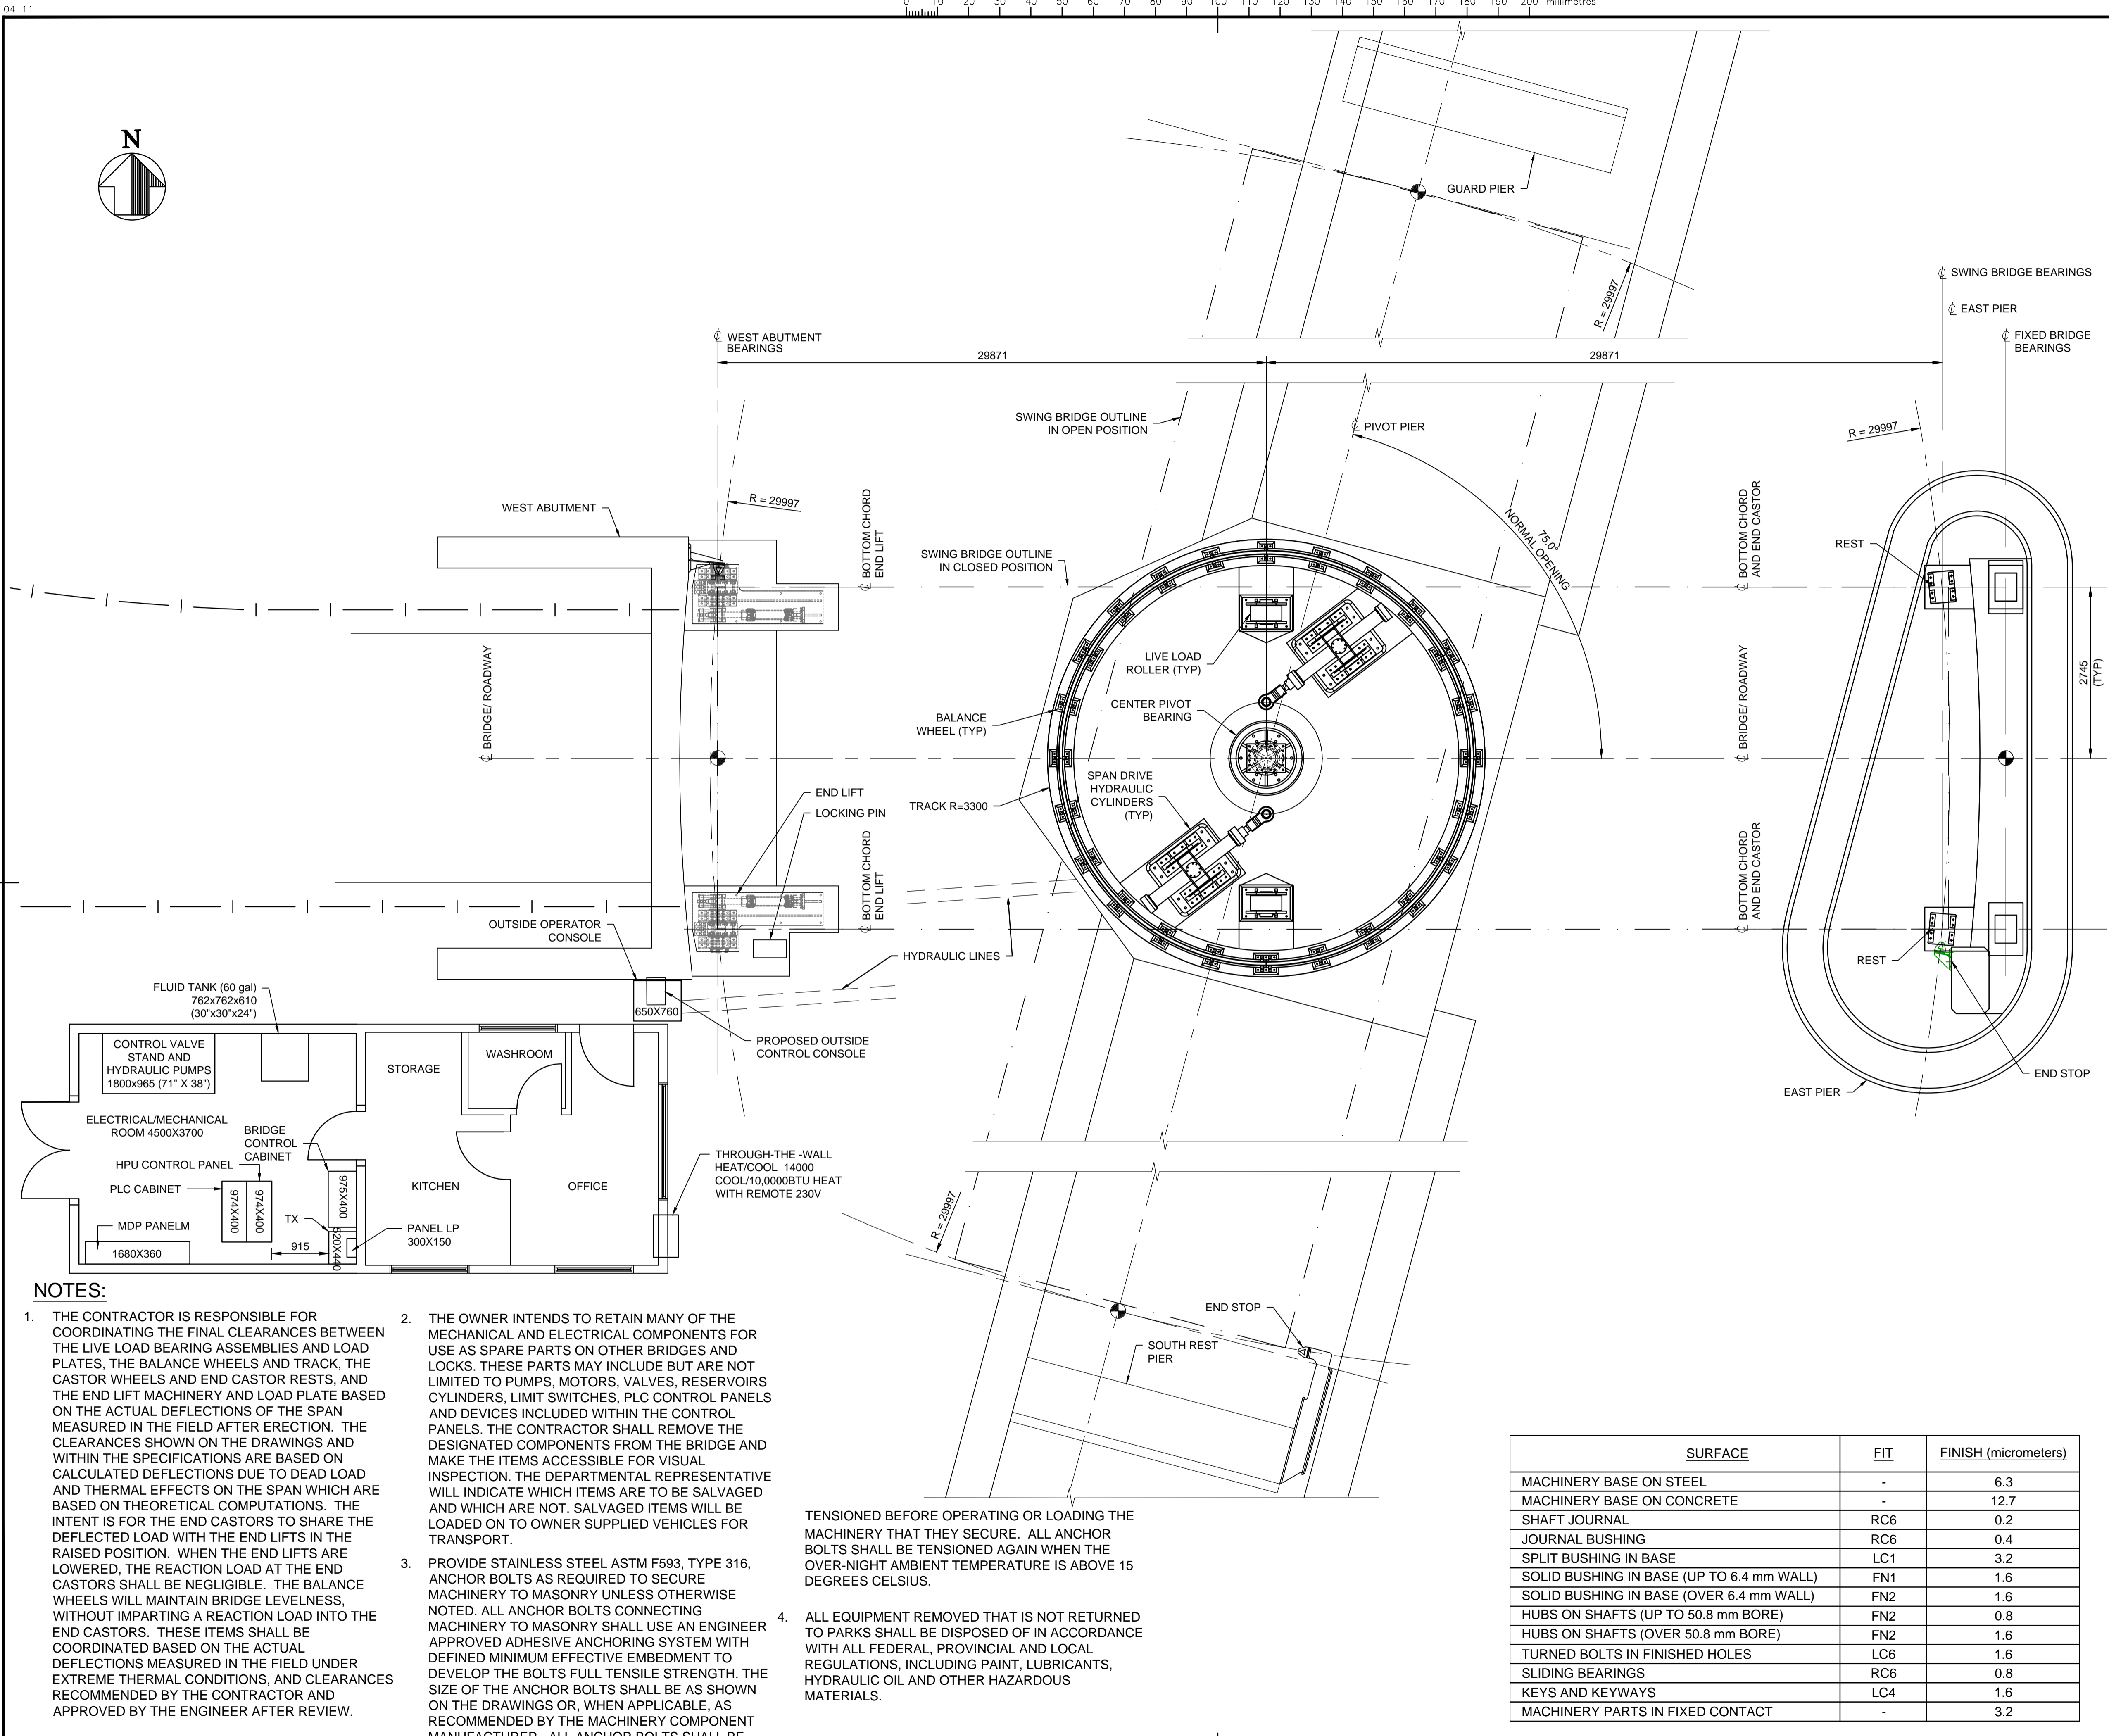 04 11
0 10 20 30 40 50 60 70 80 90 100 110 120 130 140 150 160 170 180 190 200 millimetres
N
GUARD PIER
R = 29997
℄ SWING BRIDGE BEARINGS
℄ EAST PIER
℄ FIXED BRIDGE
BEARINGS
℄ WEST ABUTMENT
BEARINGS
29871
29871
SWING BRIDGE OUTLINE
IN OPEN POSITION
℄ PIVOT PIER
R = 29997
75.0°
NORMAL OPENING
WEST ABUTMENT
R = 29997
℄ BOTTOM CHORD
END LIFT
SWING BRIDGE OUTLINE
IN CLOSED POSITION
℄ BOTTOM CHORD
AND END CASTOR
REST
℄ BRIDGE/ ROADWAY
LIVE LOAD
ROLLER (TYP)
CENTER PIVOT
BEARING
BALANCE
WHEEL (TYP)
℄ BRIDGE/ ROADWAY
2745
(TYP)
SPAN DRIVE
HYDRAULIC
CYLINDERS
(TYP)
TRACK R=3300
END LIFT
LOCKING PIN
℄ BOTTOM CHORD
END LIFT
℄ BOTTOM CHORD
AND END CASTOR
OUTSIDE OPERATOR
CONSOLE
HYDRAULIC LINES
REST
END STOP
EAST PIER
FLUID TANK (60 gal)
762x762x610
(30"x30"x24")
650X760
PROPOSED OUTSIDE
CONTROL CONSOLE
CONTROL VALVE
STAND AND
HYDRAULIC PUMPS
1800x965 (71" X 38")
STORAGE
WASHROOM
ELECTRICAL/MECHANICAL
ROOM 4500X3700
BRIDGE
CONTROL
CABINET
HPU CONTROL PANEL
PLC CABINET
974X400
974X400
975X400
TX
MDP PANELM
1680X360
915
520X440
PANEL LP
300X150
KITCHEN
OFFICE
THROUGH-THE -WALL
HEAT/COOL 14000
COOL/10,0000BTU HEAT
WITH REMOTE 230V
R = 29997
END STOP
SOUTH REST
PIER
NOTES:
1. THE CONTRACTOR IS RESPONSIBLE FOR
COORDINATING THE FINAL CLEARANCES BETWEEN
THE LIVE LOAD BEARING ASSEMBLIES AND LOAD
PLATES, THE BALANCE WHEELS AND TRACK, THE
CASTOR WHEELS AND END CASTOR RESTS, AND
THE END LIFT MACHINERY AND LOAD PLATE BASED
ON THE ACTUAL DEFLECTIONS OF THE SPAN
MEASURED IN THE FIELD AFTER ERECTION. THE
CLEARANCES SHOWN ON THE DRAWINGS AND
WITHIN THE SPECIFICATIONS ARE BASED ON
CALCULATED DEFLECTIONS DUE TO DEAD LOAD
AND THERMAL EFFECTS ON THE SPAN WHICH ARE
BASED ON THEORETICAL COMPUTATIONS. THE
INTENT IS FOR THE END CASTORS TO SHARE THE
DEFLECTED LOAD WITH THE END LIFTS IN THE
RAISED POSITION. WHEN THE END LIFTS ARE
LOWERED, THE REACTION LOAD AT THE END
CASTORS SHALL BE NEGLIGIBLE. THE BALANCE
WHEELS WILL MAINTAIN BRIDGE LEVELNESS,
WITHOUT IMPARTING A REACTION LOAD INTO THE
END CASTORS. THESE ITEMS SHALL BE
COORDINATED BASED ON THE ACTUAL
DEFLECTIONS MEASURED IN THE FIELD UNDER
EXTREME THERMAL CONDITIONS, AND CLEARANCES
RECOMMENDED BY THE CONTRACTOR AND
APPROVED BY THE ENGINEER AFTER REVIEW.
2. THE OWNER INTENDS TO RETAIN MANY OF THE
MECHANICAL AND ELECTRICAL COMPONENTS FOR
USE AS SPARE PARTS ON OTHER BRIDGES AND
LOCKS. THESE PARTS MAY INCLUDE BUT ARE NOT
LIMITED TO PUMPS, MOTORS, VALVES, RESERVOIRS
CYLINDERS, LIMIT SWITCHES, PLC CONTROL PANELS
AND DEVICES INCLUDED WITHIN THE CONTROL
PANELS. THE CONTRACTOR SHALL REMOVE THE
DESIGNATED COMPONENTS FROM THE BRIDGE AND
MAKE THE ITEMS ACCESSIBLE FOR VISUAL
INSPECTION. THE DEPARTMENTAL REPRESENTATIVE
WILL INDICATE WHICH ITEMS ARE TO BE SALVAGED
AND WHICH ARE NOT. SALVAGED ITEMS WILL BE
LOADED ON TO OWNER SUPPLIED VEHICLES FOR
TRANSPORT.
3. PROVIDE STAINLESS STEEL ASTM F593, TYPE 316,
ANCHOR BOLTS AS REQUIRED TO SECURE
MACHINERY TO MASONRY UNLESS OTHERWISE
NOTED. ALL ANCHOR BOLTS CONNECTING
MACHINERY TO MASONRY SHALL USE AN ENGINEER
APPROVED ADHESIVE ANCHORING SYSTEM WITH
DEFINED MINIMUM EFFECTIVE EMBEDMENT TO
DEVELOP THE BOLTS FULL TENSILE STRENGTH. THE
SIZE OF THE ANCHOR BOLTS SHALL BE AS SHOWN
ON THE DRAWINGS OR, WHEN APPLICABLE, AS
RECOMMENDED BY THE MACHINERY COMPONENT
MANUFACTURER. ALL ANCHOR BOLTS SHALL BE
TENSIONED BEFORE OPERATING OR LOADING THE
MACHINERY THAT THEY SECURE. ALL ANCHOR
BOLTS SHALL BE TENSIONED AGAIN WHEN THE
OVER-NIGHT AMBIENT TEMPERATURE IS ABOVE 15
DEGREES CELSIUS.
4. ALL EQUIPMENT REMOVED THAT IS NOT RETURNED
TO PARKS SHALL BE DISPOSED OF IN ACCORDANCE
WITH ALL FEDERAL, PROVINCIAL AND LOCAL
REGULATIONS, INCLUDING PAINT, LUBRICANTS,
HYDRAULIC OIL AND OTHER HAZARDOUS
MATERIALS.
SURFACE FIT FINISH (micrometers)
MACHINERY BASE ON STEEL - 6.3
MACHINERY BASE ON CONCRETE - 12.7
SHAFT JOURNAL RC6 0.2
JOURNAL BUSHING RC6 0.4
SPLIT BUSHING IN BASE LC1 3.2
SOLID BUSHING IN BASE (UP TO 6.4 mm WALL) FN1 1.6
SOLID BUSHING IN BASE (OVER 6.4 mm WALL) FN2 1.6
HUBS ON SHAFTS (UP TO 50.8 mm BORE) FN2 0.8
HUBS ON SHAFTS (OVER 50.8 mm BORE) FN2 1.6
TURNED BOLTS IN FINISHED HOLES LC6 1.6
SLIDING BEARINGS RC6 0.8
KEYS AND KEYWAYS LC4 1.6
MACHINERY PARTS IN FIXED CONTACT - 3.2